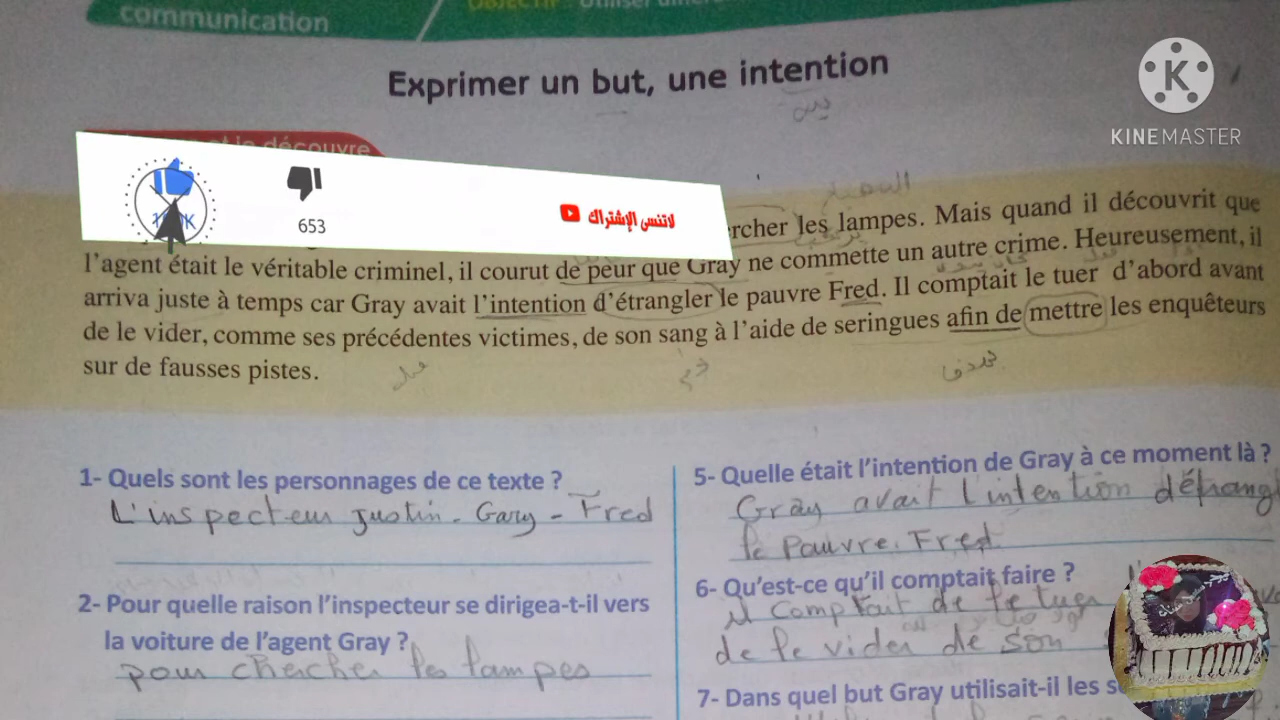 communication
Exprimer un but, une intention
KINEMASTER
découvre
653
لاتنسى الإشتراك
les lampes. Mais quand il découvrit que
l'agent était le véritable criminel, il courut de peur que Gray ne commette un autre crime. Heureusement, il
arriva juste à temps car Gray avait l'intention d'étrangler le pauvre Fred. Il comptait le tuer d'abord avant
de le vider, comme ses précédentes victimes, de son sang à l'aide de seringues afin de mettre les enquêteurs
sur de fausses pistes.
1- Quels sont les personnages de ce texte ?
L'inspecteur Justin - Gary - Fred
2- Pour quelle raison l'inspecteur se dirigea-t-il vers
la voiture de l'agent Gray ?
pour chercher les lampes
5- Quelle était l'intention de Gray à ce moment là ?
Gray avait l'intention
le pauvre Fred
6- Qu'est-ce qu'il comptait faire ?
il comptait de le tuer
de le vider de son
7- Dans quel but Gray utilisait-il les